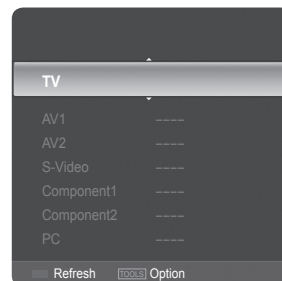 TV
AV1 ----
AV2 ----
S-Video ----
Component1 ----
Component2 ----
PC ----
Refresh TOOLS Option